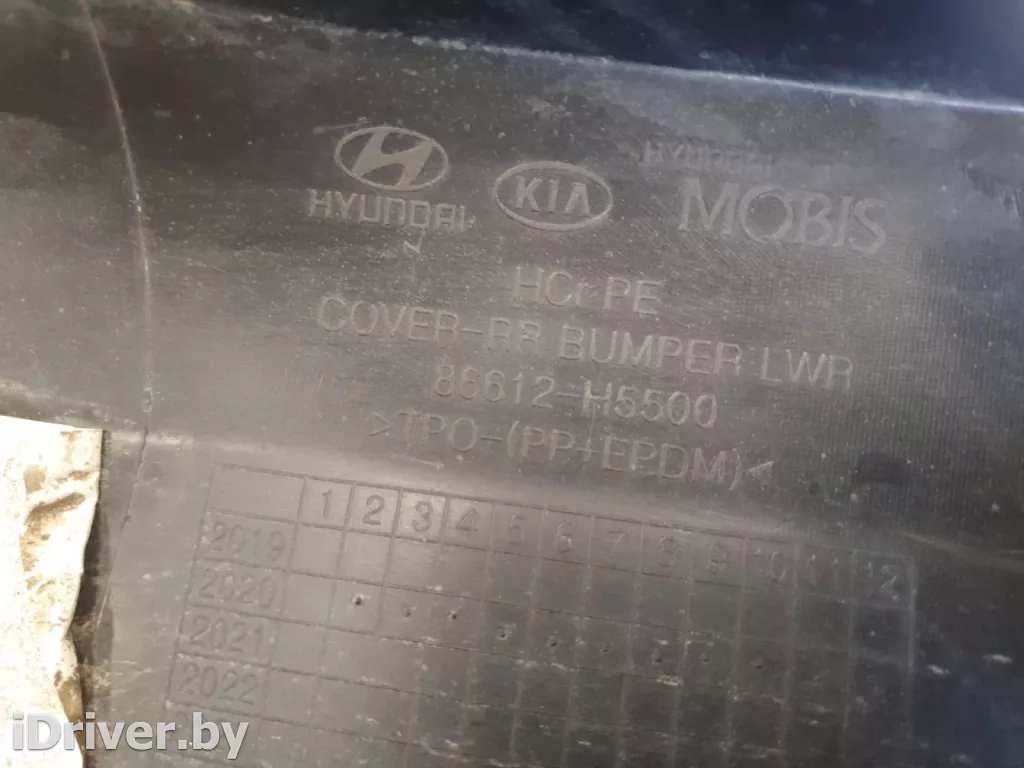 HYUNDAI
KIA
HYUNDAI
MOBIS
HCr PE
COVER-RR BUMPER LWR
86612-H5500
>TPO-(PP+EPDM)<
1 2 3 4 5 6 7 8 9 10 11 12
2019
2020
2021
2022
iDriver.by